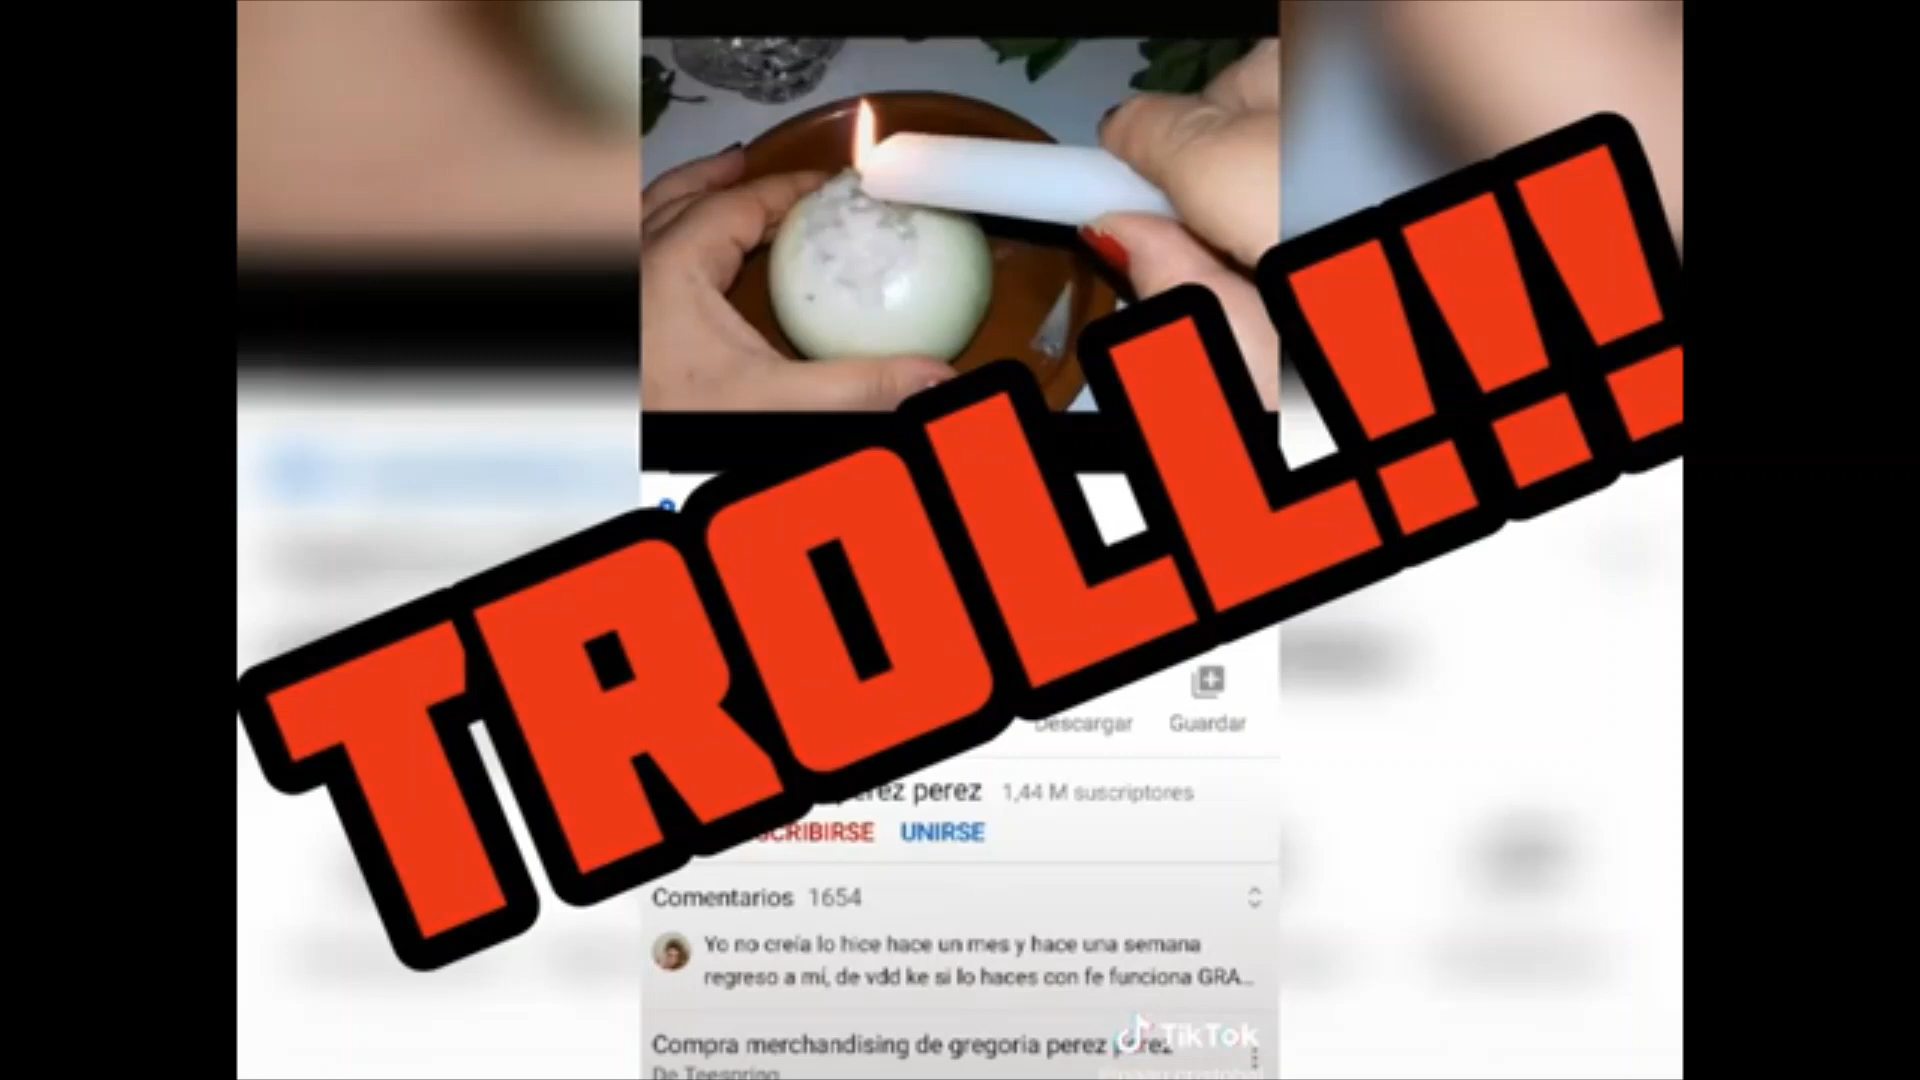 TROLL!!!
Descargar
Guardar
perez 1,44 M suscriptores
UNIRSE
Comentarios 1654
Yo no creía lo hice hace un mes y hace una semana
regreso a mí, de vdd ke si lo haces con fe funciona GRA...
Compra merchandising de gregoria perez perez
TikTok
De Teespring